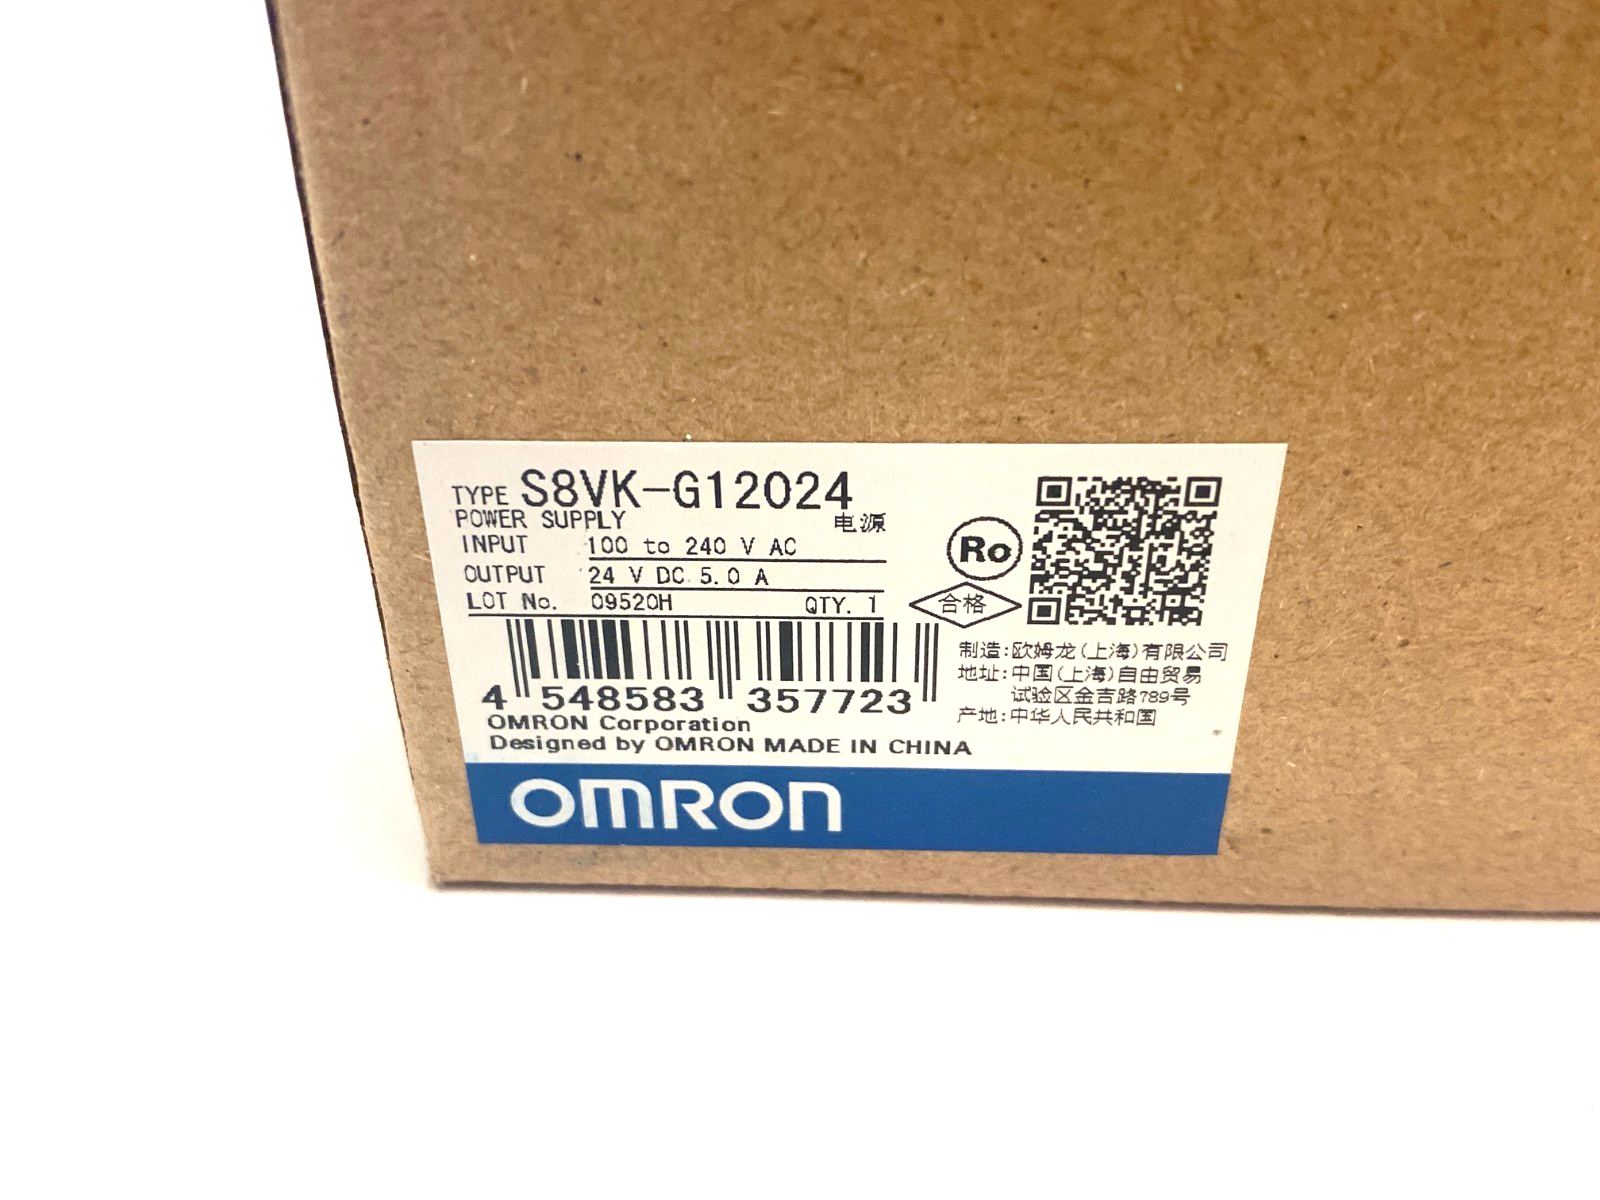 TYPE S8VK-G12024
POWER SUPPLY 电源
INPUT 100 to 240 V AC
OUTPUT 24 V DC 5.0 A
LOT No. 09520H QTY. 1
Ro
合格
4 548583 357723
OMRON Corporation
Designed by OMRON MADE IN CHINA
制造:欧姆龙(上海)有限公司
地址:中国(上海)自由贸易
试验区金吉路789号
产地:中华人民共和国
OMRON